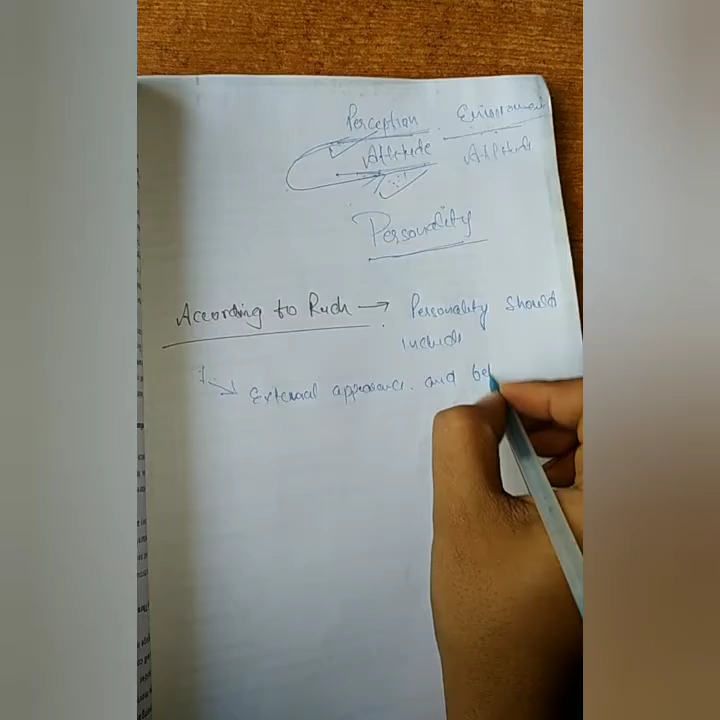 Perception Environment
Attitude Attitude
Personality
According to Ruch → Personality Should
include
1. External appearance and be